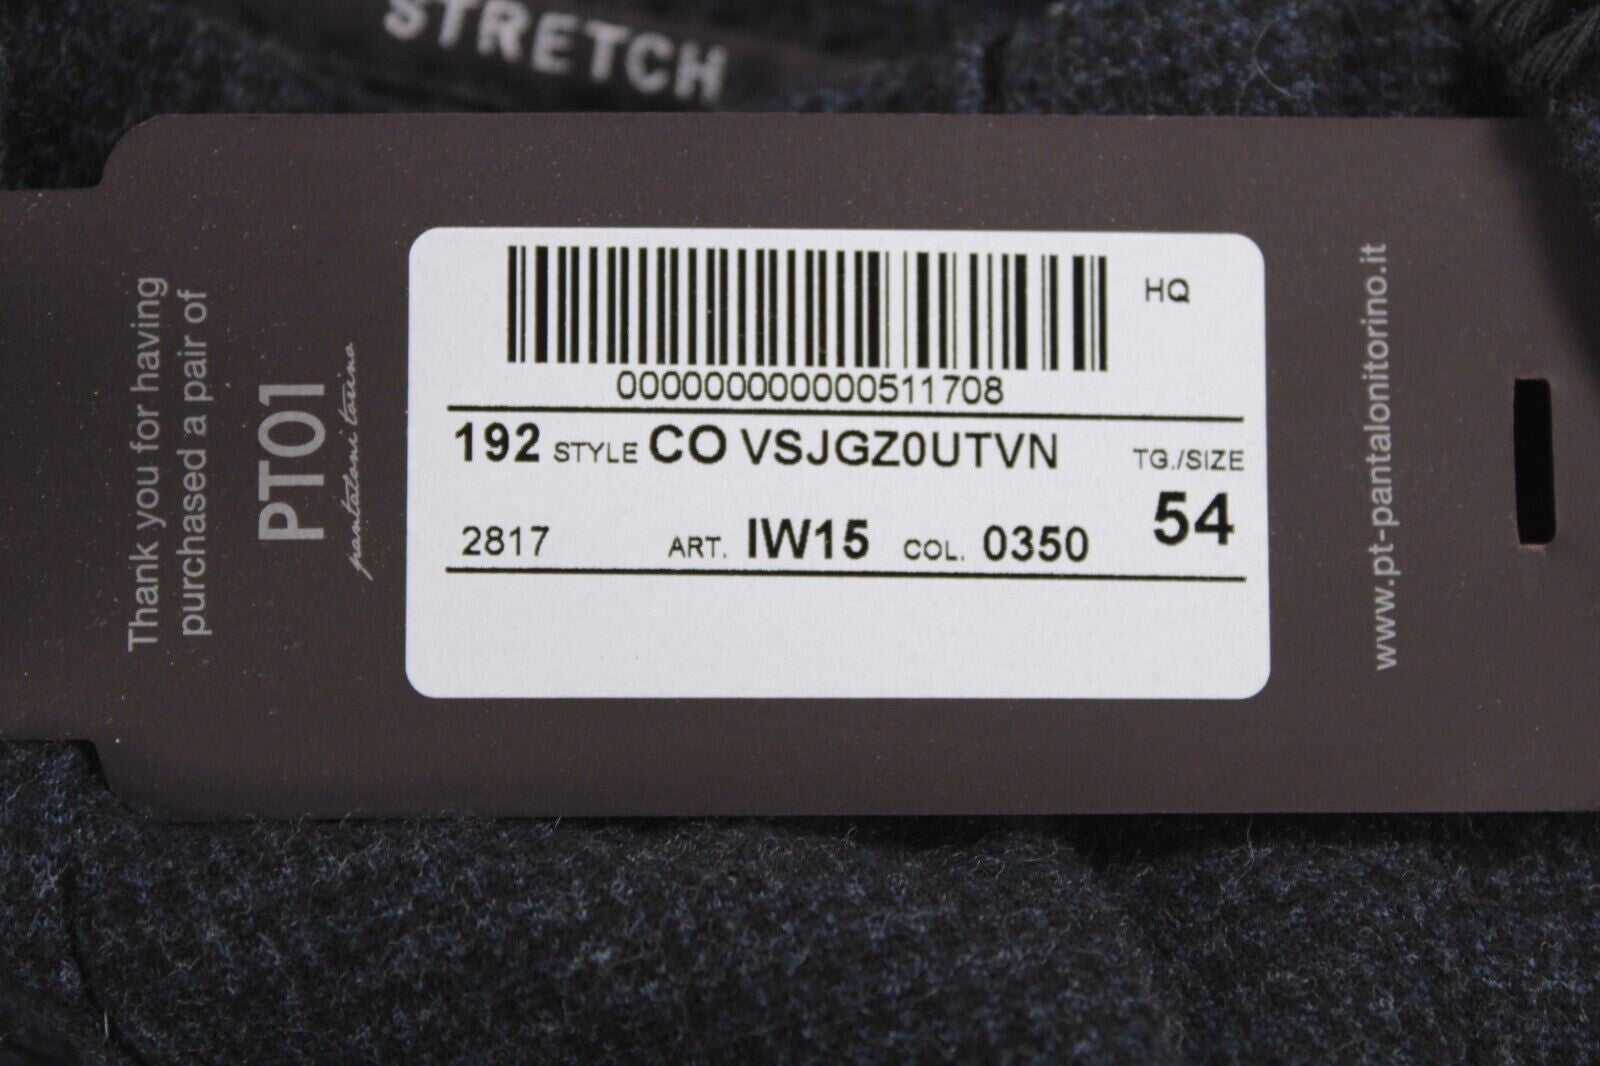 STRETCH
Thank you for having
purchased a pair of
PT01
pantaloni torino
HQ
000000000000511708
192 STYLE CO VSJGZ0UTVN TG./SIZE
2817 ART. IW15 COL. 0350 54
www.pt-pantalonitorino.it